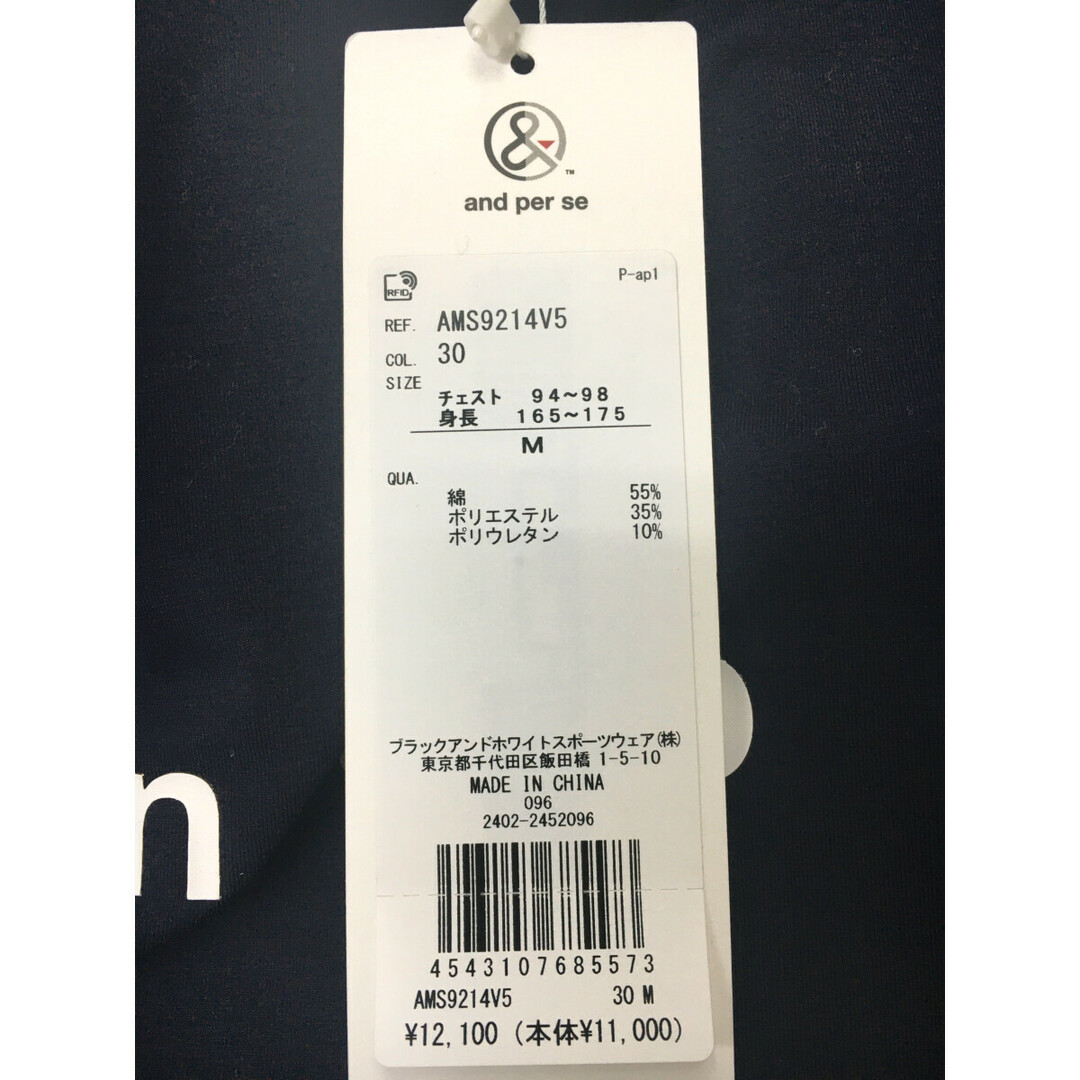 &
TM
and per se
RFID
P-ap1
REF. AMS9214V5
COL. 30
SIZE
チェスト 94~98
身長 165~175
M
QUA.
綿 55%
ポリエステル 35%
ポリウレタン 10%
ブラックアンドホワイトスポーツウェア(株)
東京都千代田区飯田橋 1-5-10
MADE IN CHINA
096
2402-2452096
4543107685573
AMS9214V5 30 M
¥12,100 (本体¥11,000)
n